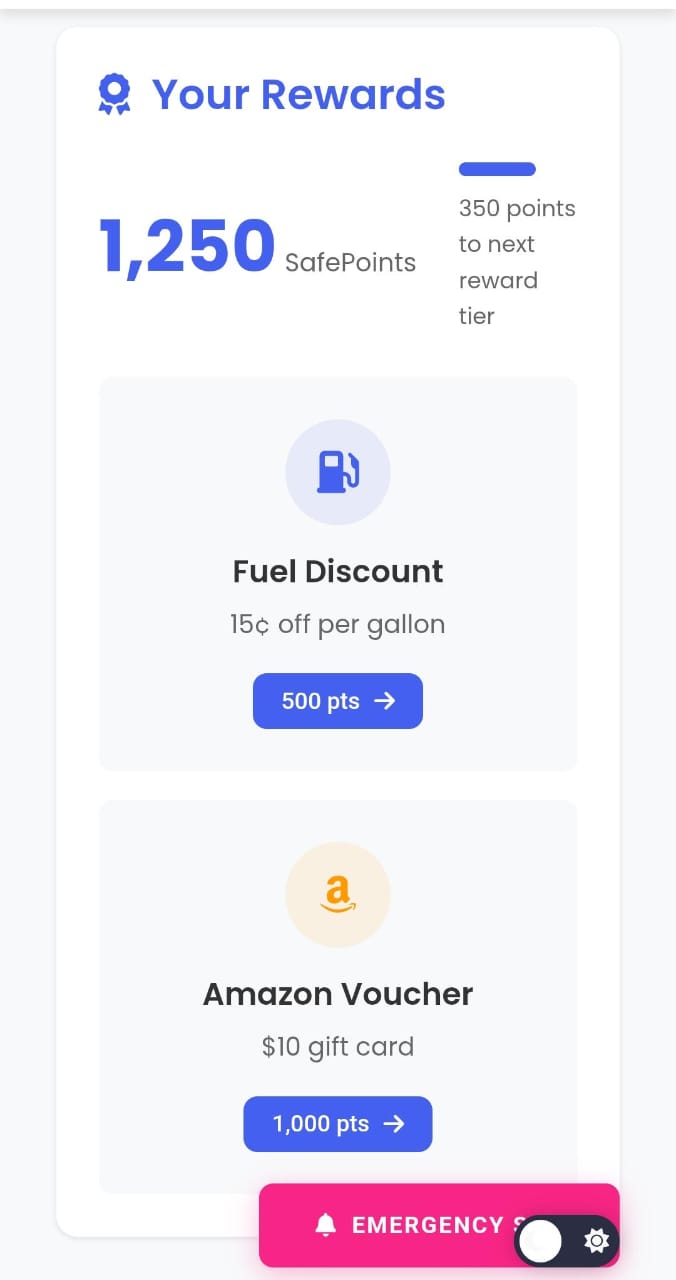 Your Rewards
1,250 SafePoints
350 points
to next
reward
tier
Fuel Discount
15¢ off per gallon
500 pts
a
Amazon Voucher
$10 gift card
1,000 pts
EMERGENCY